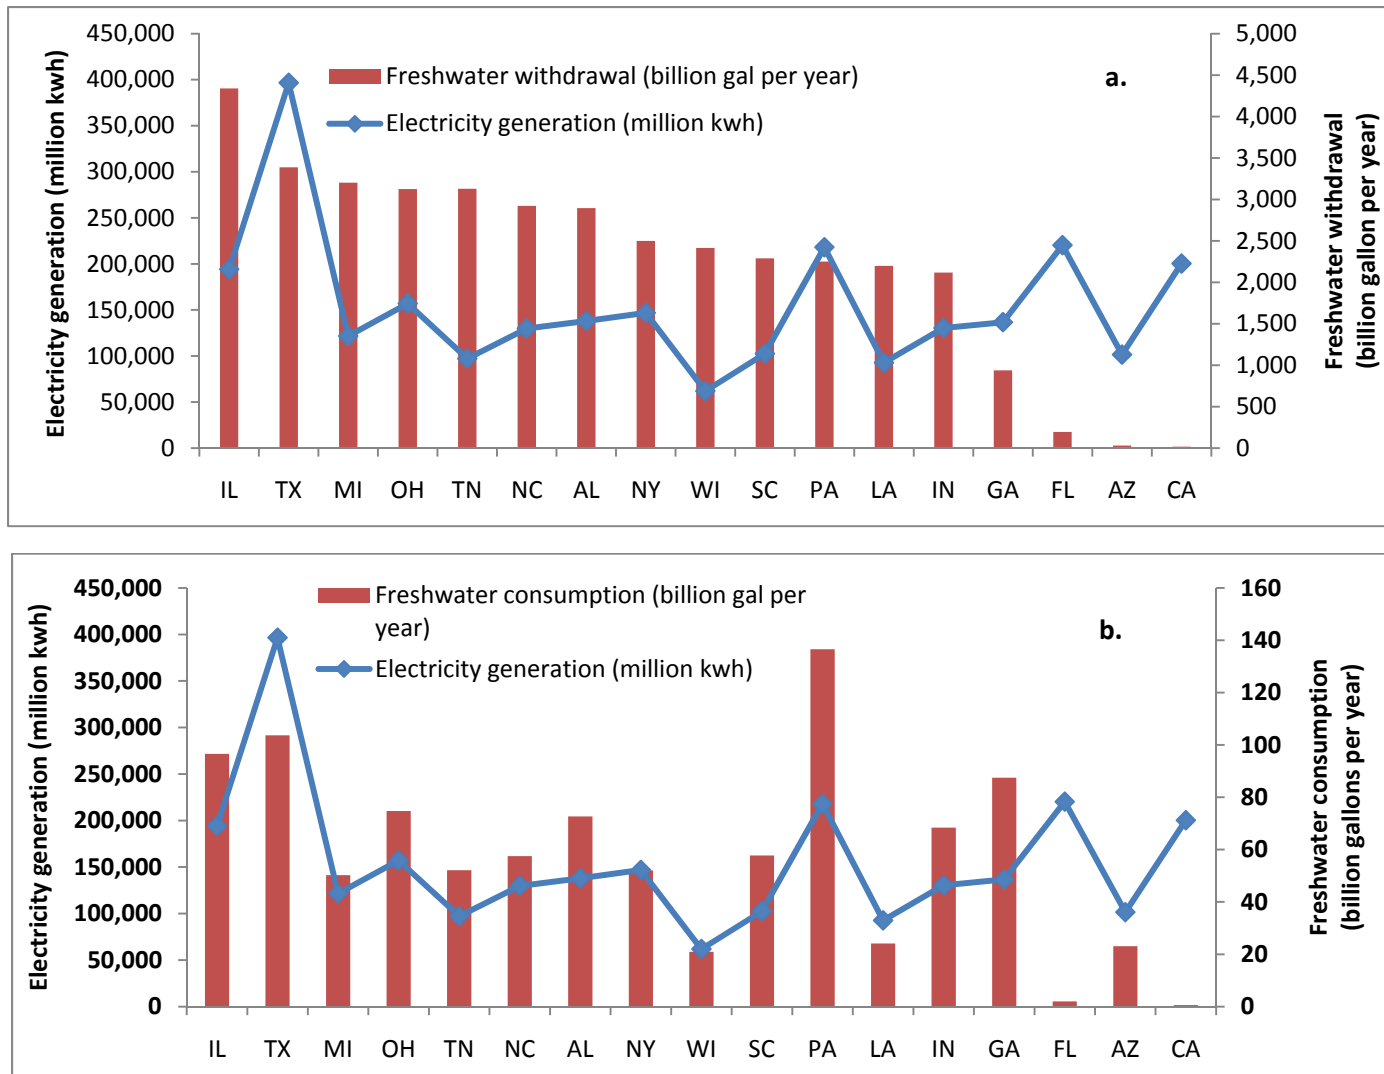 450,000
400,000
350,000
300,000
250,000
200,000
150,000
100,000
50,000
0
Electricity generation (million kwh)
Freshwater withdrawal (billion gal per year)
Electricity generation (million kwh)
a.
5,000
4,500
4,000
3,500
3,000
2,500
2,000
1,500
1,000
500
0
Freshwater withdrawal
(billion gallon per year)
IL TX MI OH TN NC AL NY WI SC PA LA IN GA FL AZ CA
450,000
400,000
350,000
300,000
250,000
200,000
150,000
100,000
50,000
0
Electricity generation (million kwh)
Freshwater consumption (billion gal per
year)
Electricity generation (million kwh)
b.
160
140
120
100
80
60
40
20
0
Freshwater consumption
(billion gallons per year)
IL TX MI OH TN NC AL NY WI SC PA LA IN GA FL AZ CA